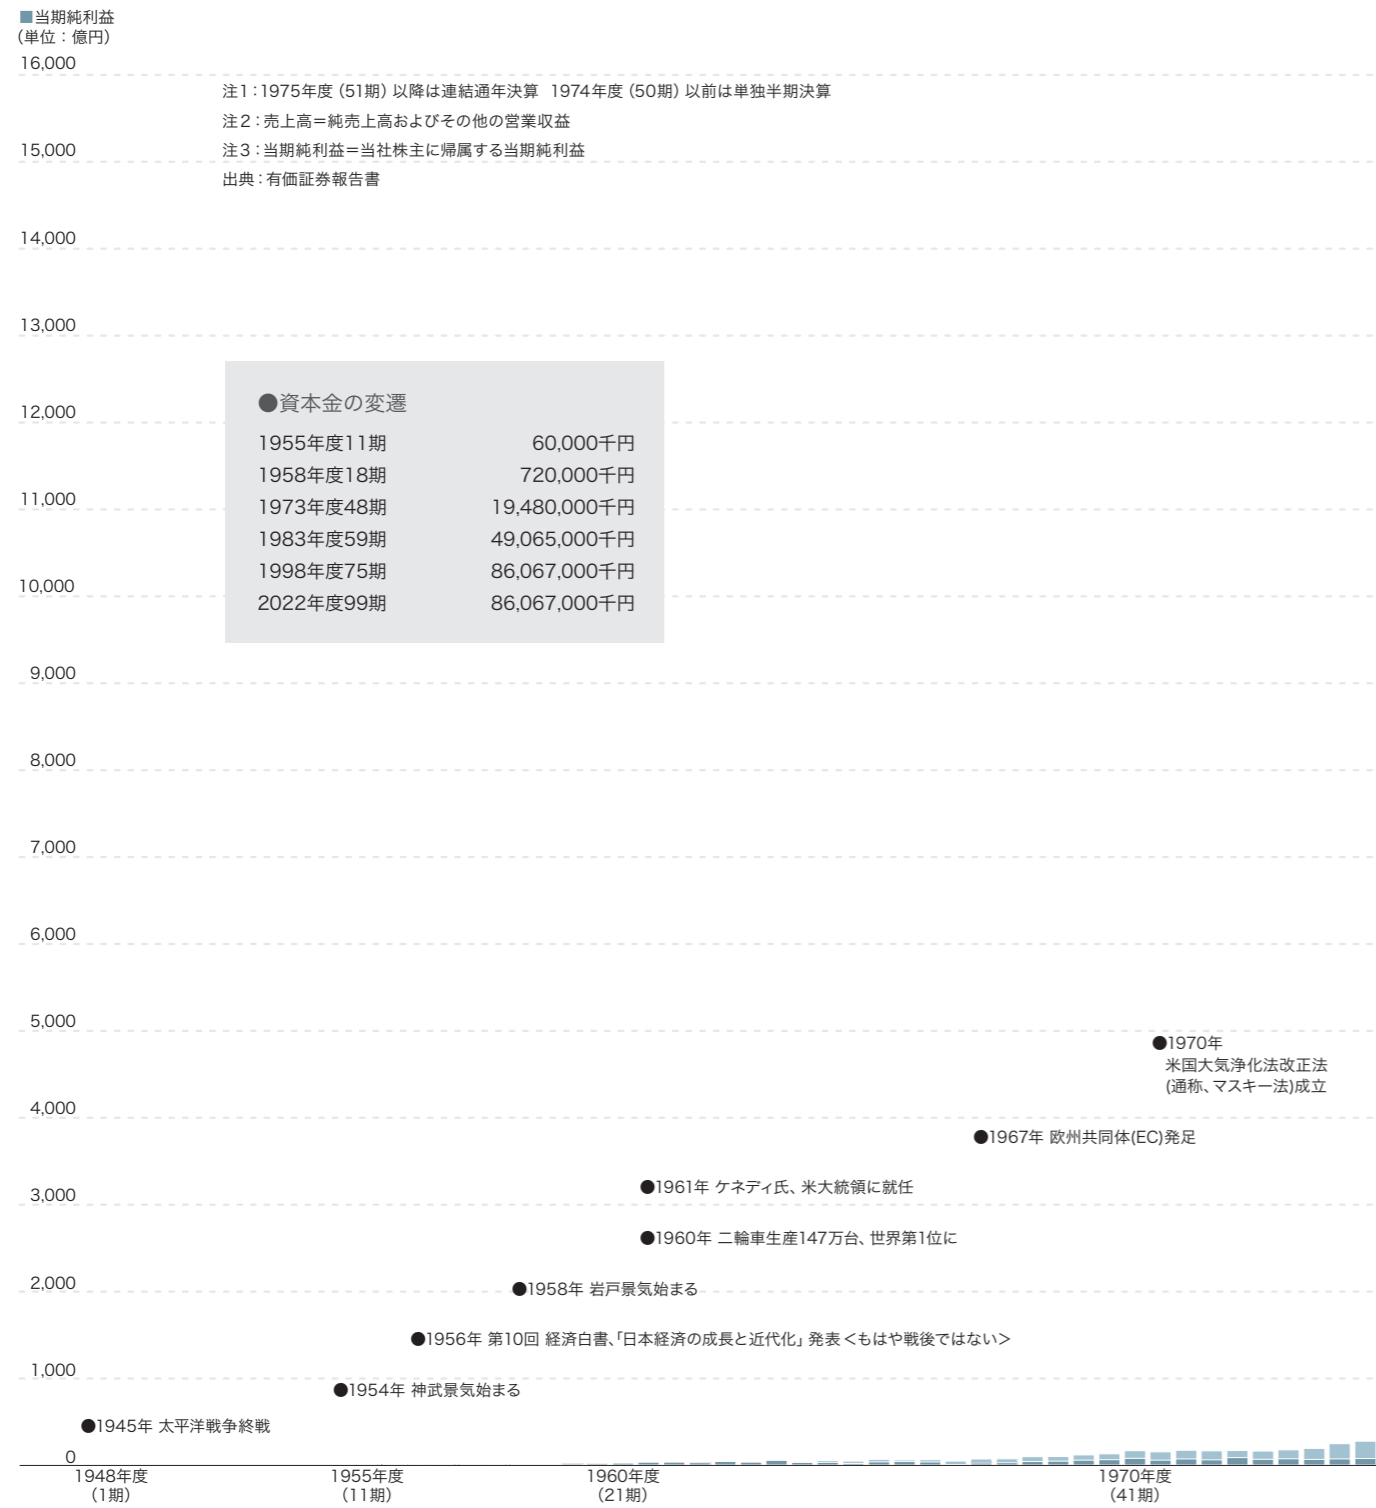 ■当期純利益
(単位：億円)
16,000
注1：1975年度（51期）以降は連結通年決算 1974年度（50期）以前は単独半期決算
注2：売上高＝純売上高およびその他の営業収益
15,000
注3：当期純利益＝当社株主に帰属する当期純利益
出典：有価証券報告書
14,000
13,000
12,000
11,000
10,000
●資本金の変遷
1955年度11期 60,000千円
1958年度18期 720,000千円
1973年度48期 19,480,000千円
1983年度59期 49,065,000千円
1998年度75期 86,067,000千円
2022年度99期 86,067,000千円
9,000
8,000
7,000
6,000
5,000
●1970年
米国大気浄化法改正法
(通称、マスキー法)成立
4,000
●1967年 欧州共同体(EC)発足
●1961年 ケネディ氏、米大統領に就任
3,000
●1960年 二輪車生産147万台、世界第1位に
2,000
●1958年 岩戸景気始まる
●1956年 第10回 経済白書、「日本経済の成長と近代化」発表＜もはや戦後ではない＞
1,000
●1954年 神武景気始まる
●1945年 太平洋戦争終戦
0
1948年度
（1期）
1955年度
（11期）
1960年度
（21期）
1970年度
（41期）